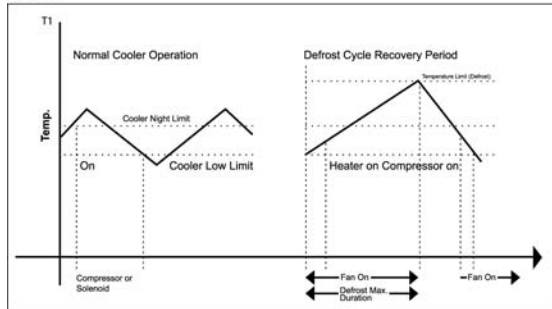 T1
Normal Cooler Operation
Defrost Cycle Recovery Period
Temperature Limit (Defrost)
Temp.
Cooler Night Limit
On
Cooler Low Limit
Heater on Compressor on
Compressor or
Solenoid
Fan On
Fan On
Defrost Max.
Duration